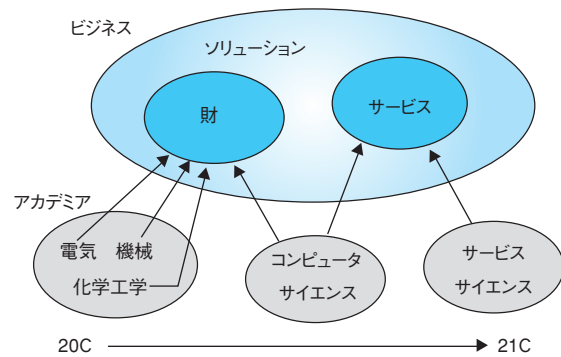 ビジネス
ソリューション
財
サービス
アカデミア
電気 機械
化学工学
コンピュータ
サイエンス
サービス
サイエンス
20C
21C